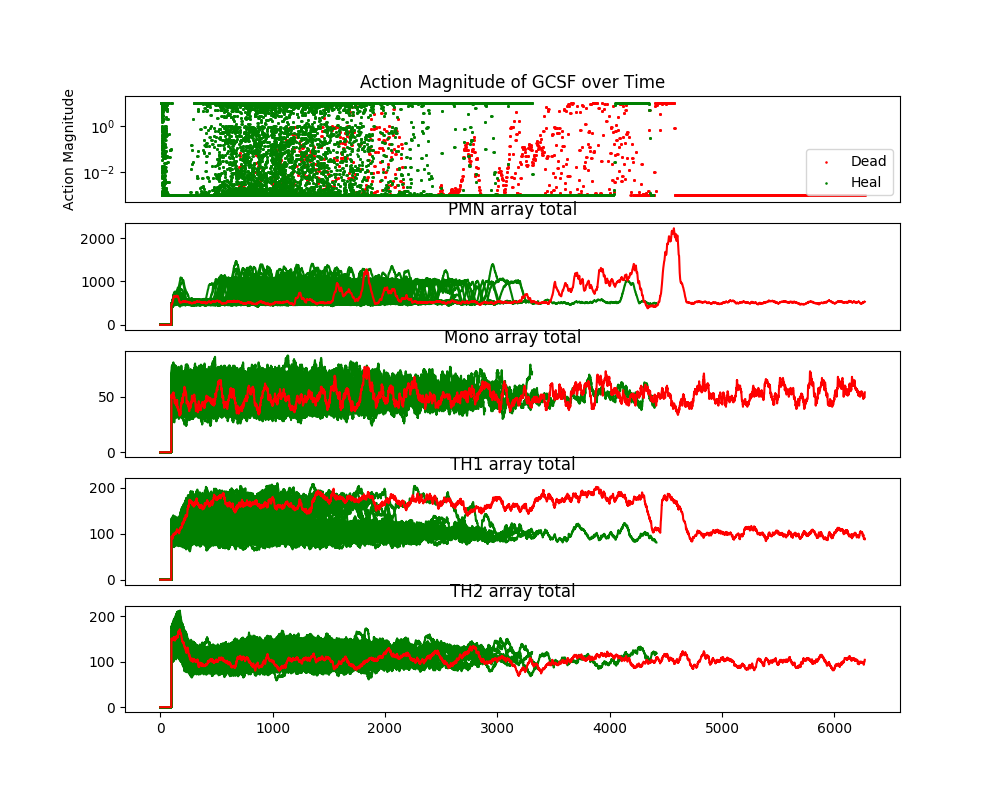 Action Magnitude of GCSF over Time
Action Magnitude
10⁰
10⁻²
Dead
Heal
PMN array total
2000
1000
0
Mono array total
50
0
TH1 array total
200
100
0
TH2 array total
200
100
0
0 1000 2000 3000 4000 5000 6000